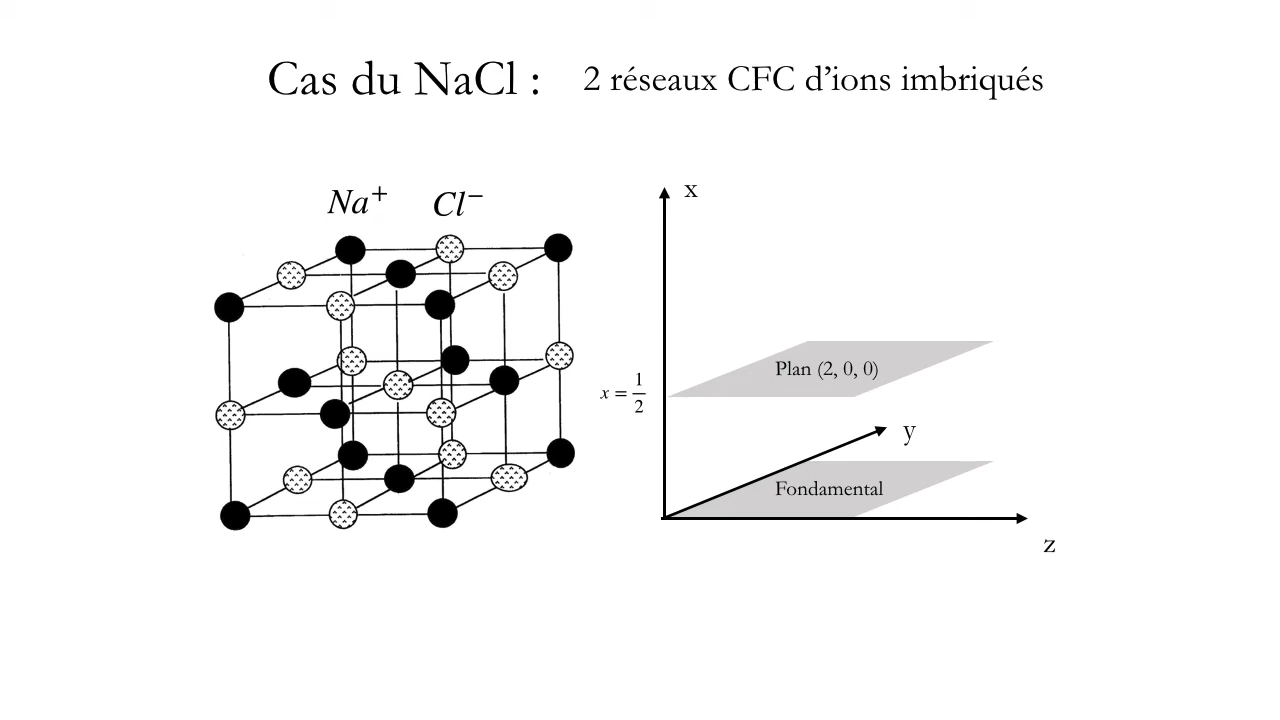 Cas du NaCl : 2 réseaux CFC d’ions imbriqués
Na⁺ Cl⁻
x
Plan (2, 0, 0)
x = 1/2
y
Fondamental
z